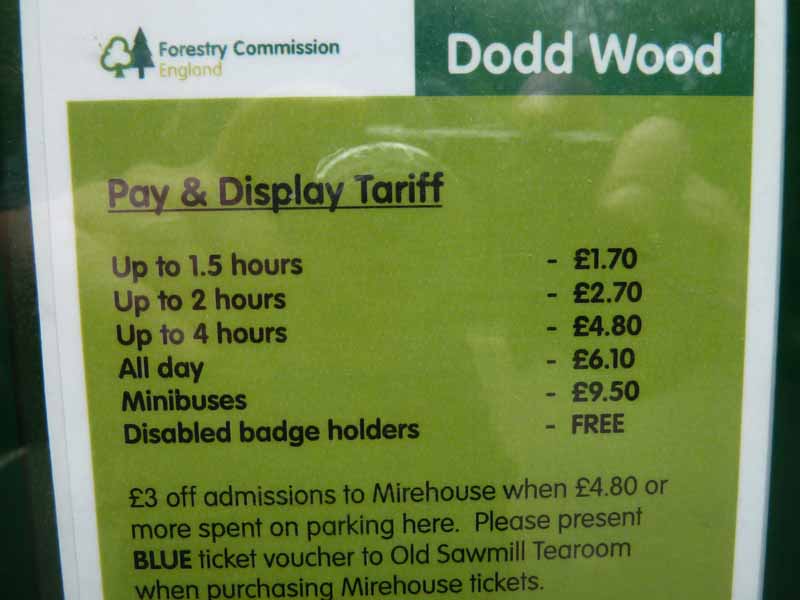 Forestry Commission
England
Dodd Wood
Pay & Display Tariff
Up to 1.5 hours - £1.70
Up to 2 hours - £2.70
Up to 4 hours - £4.80
All day - £6.10
Minibuses - £9.50
Disabled badge holders - FREE
£3 off admissions to Mirehouse when £4.80 or
more spent on parking here. Please present
BLUE ticket voucher to Old Sawmill Tearoom
when purchasing Mirehouse tickets.